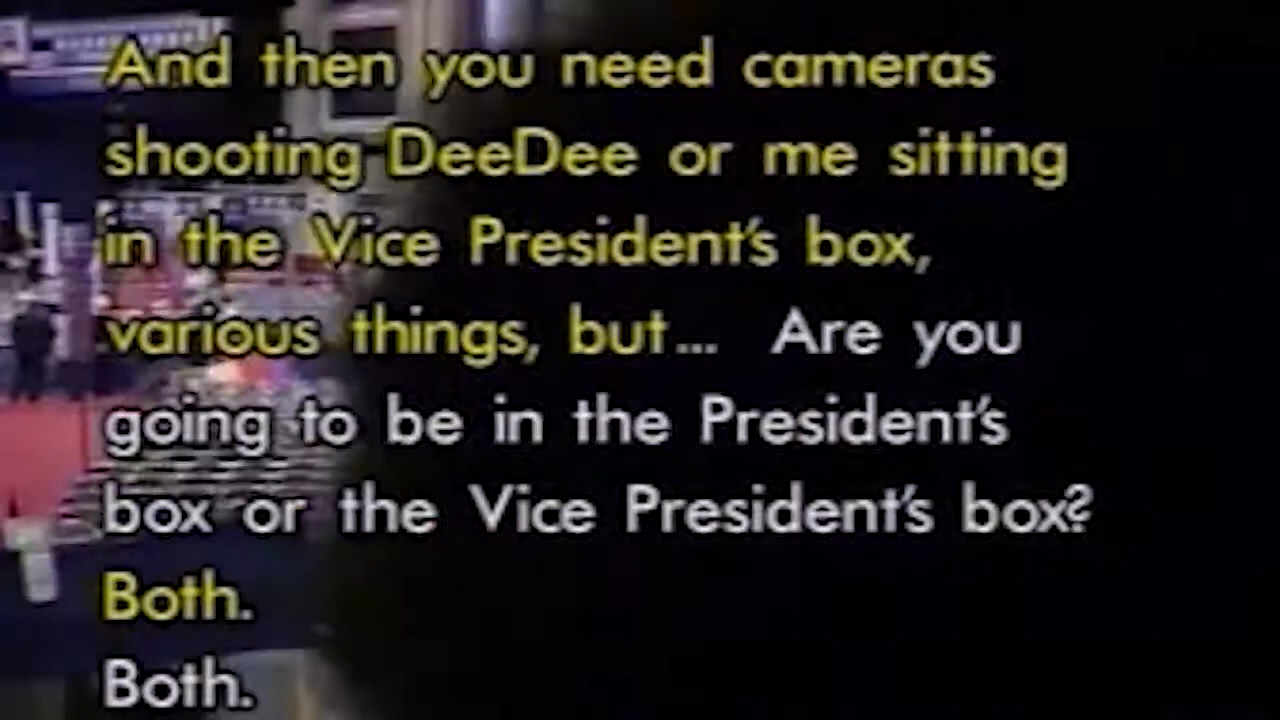 And then you need cameras
shooting DeeDee or me sitting
in the Vice President's box,
various things, but... Are you
going to be in the President's
box or the Vice President's box?
Both.
Both.